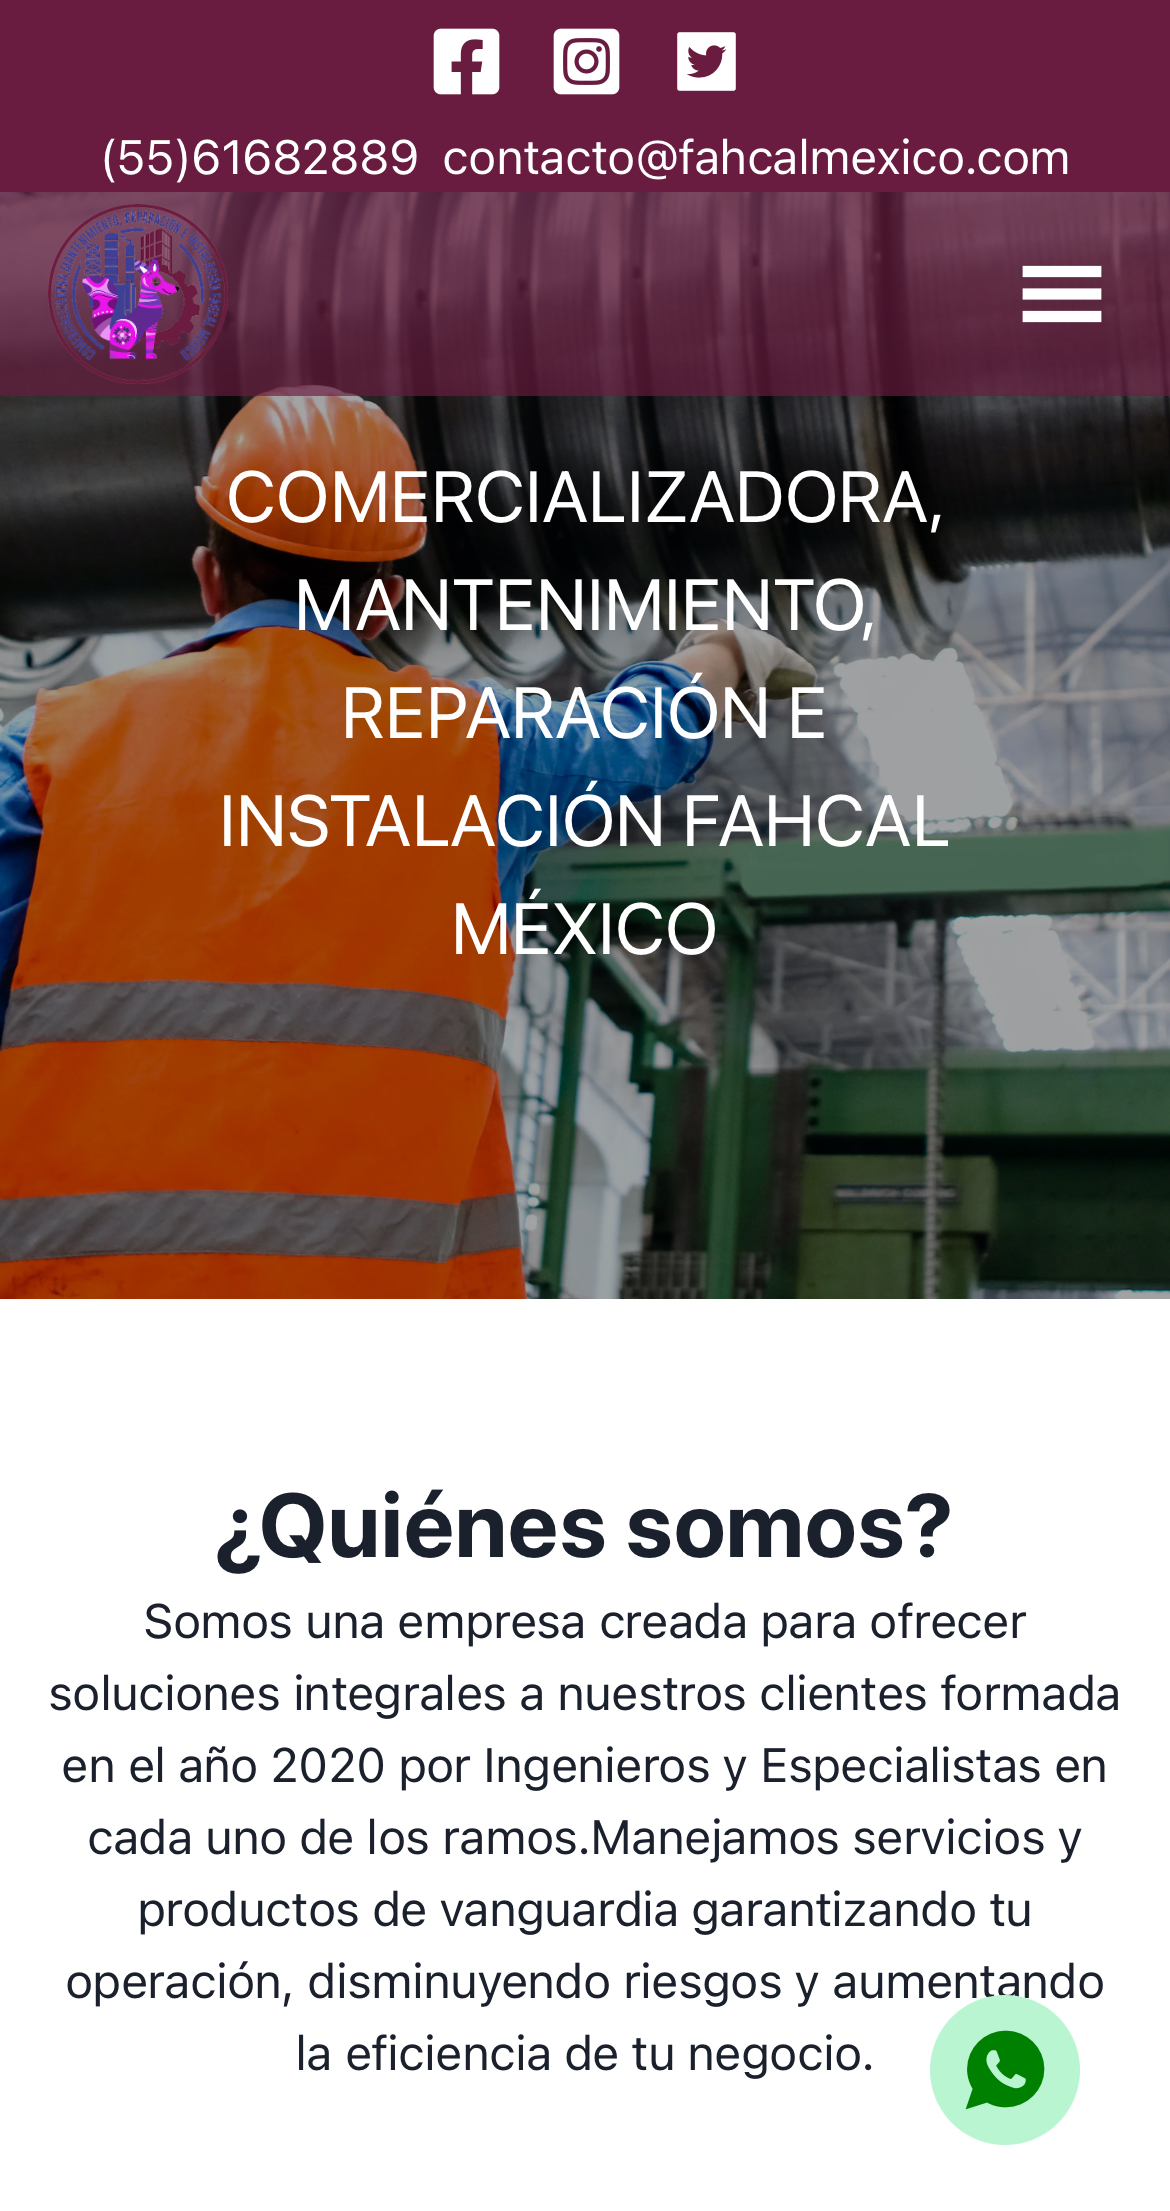 (55)61682889 contacto@fahcalmexico.com
COMERCIALIZADORA,
MANTENIMIENTO,
REPARACIÓN E
INSTALACIÓN FAHCAL
MÉXICO
¿Quiénes somos?
Somos una empresa creada para ofrecer
soluciones integrales a nuestros clientes formada
en el año 2020 por Ingenieros y Especialistas en
cada uno de los ramos.Manejamos servicios y
productos de vanguardia garantizando tu
operación, disminuyendo riesgos y aumentando
la eficiencia de tu negocio.